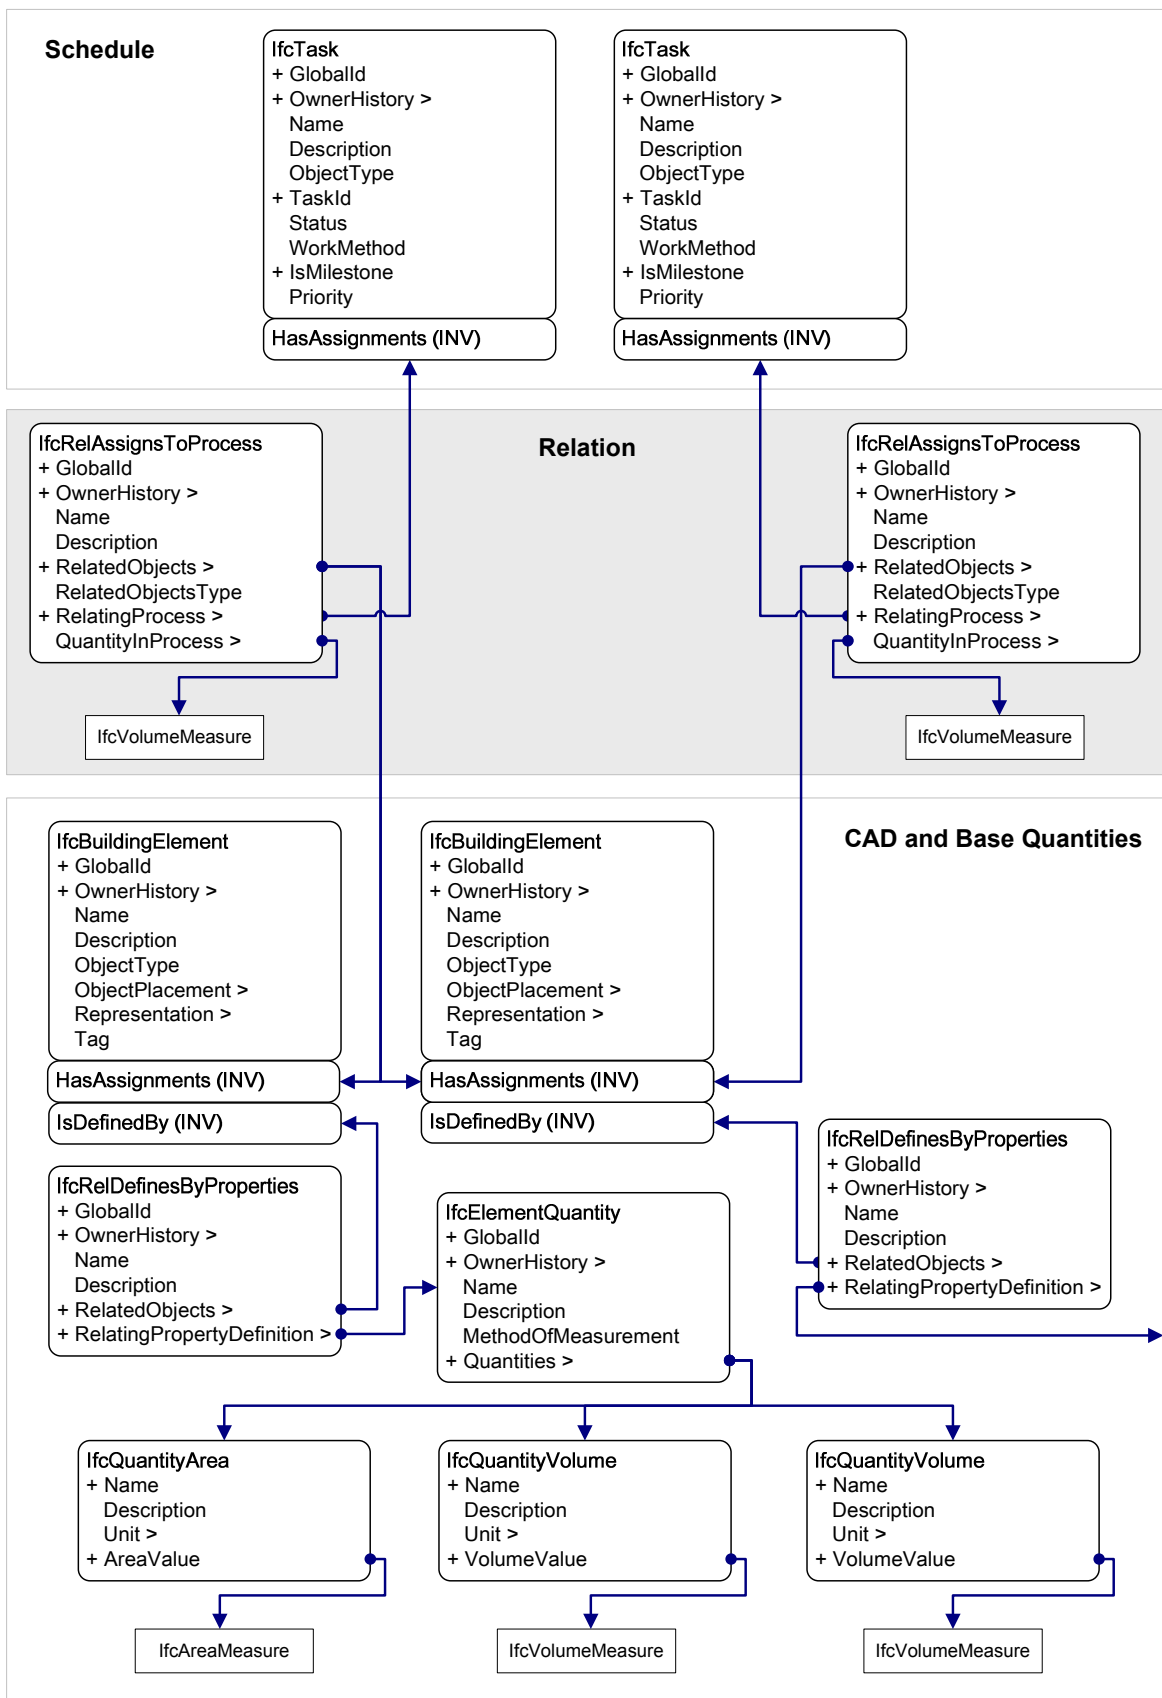 Schedule
IfcTask
+ GlobalId
+ OwnerHistory >
Name
Description
ObjectType
+ TaskId
Status
WorkMethod
+ IsMilestone
Priority
HasAssignments (INV)
IfcTask
+ GlobalId
+ OwnerHistory >
Name
Description
ObjectType
+ TaskId
Status
WorkMethod
+ IsMilestone
Priority
HasAssignments (INV)
Relation
IfcRelAssignsToProcess
+ GlobalId
+ OwnerHistory >
Name
Description
+ RelatedObjects >
RelatedObjectsType
+ RelatingProcess >
QuantityInProcess >
IfcVolumeMeasure
IfcRelAssignsToProcess
+ GlobalId
+ OwnerHistory >
Name
Description
+ RelatedObjects >
RelatedObjectsType
+ RelatingProcess >
QuantityInProcess >
IfcVolumeMeasure
CAD and Base Quantities
IfcBuildingElement
+ GlobalId
+ OwnerHistory >
Name
Description
ObjectType
ObjectPlacement >
Representation >
Tag
HasAssignments (INV)
IsDefinedBy (INV)
IfcBuildingElement
+ GlobalId
+ OwnerHistory >
Name
Description
ObjectType
ObjectPlacement >
Representation >
Tag
HasAssignments (INV)
IsDefinedBy (INV)
IfcRelDefinesByProperties
+ GlobalId
+ OwnerHistory >
Name
Description
+ RelatedObjects >
+ RelatingPropertyDefinition >
IfcElementQuantity
+ GlobalId
+ OwnerHistory >
Name
Description
MethodOfMeasurement
+ Quantities >
IfcRelDefinesByProperties
+ GlobalId
+ OwnerHistory >
Name
Description
+ RelatedObjects >
+ RelatingPropertyDefinition >
IfcQuantityArea
+ Name
Description
Unit >
+ AreaValue
IfcAreaMeasure
IfcQuantityVolume
+ Name
Description
Unit >
+ VolumeValue
IfcVolumeMeasure
IfcQuantityVolume
+ Name
Description
Unit >
+ VolumeValue
IfcVolumeMeasure